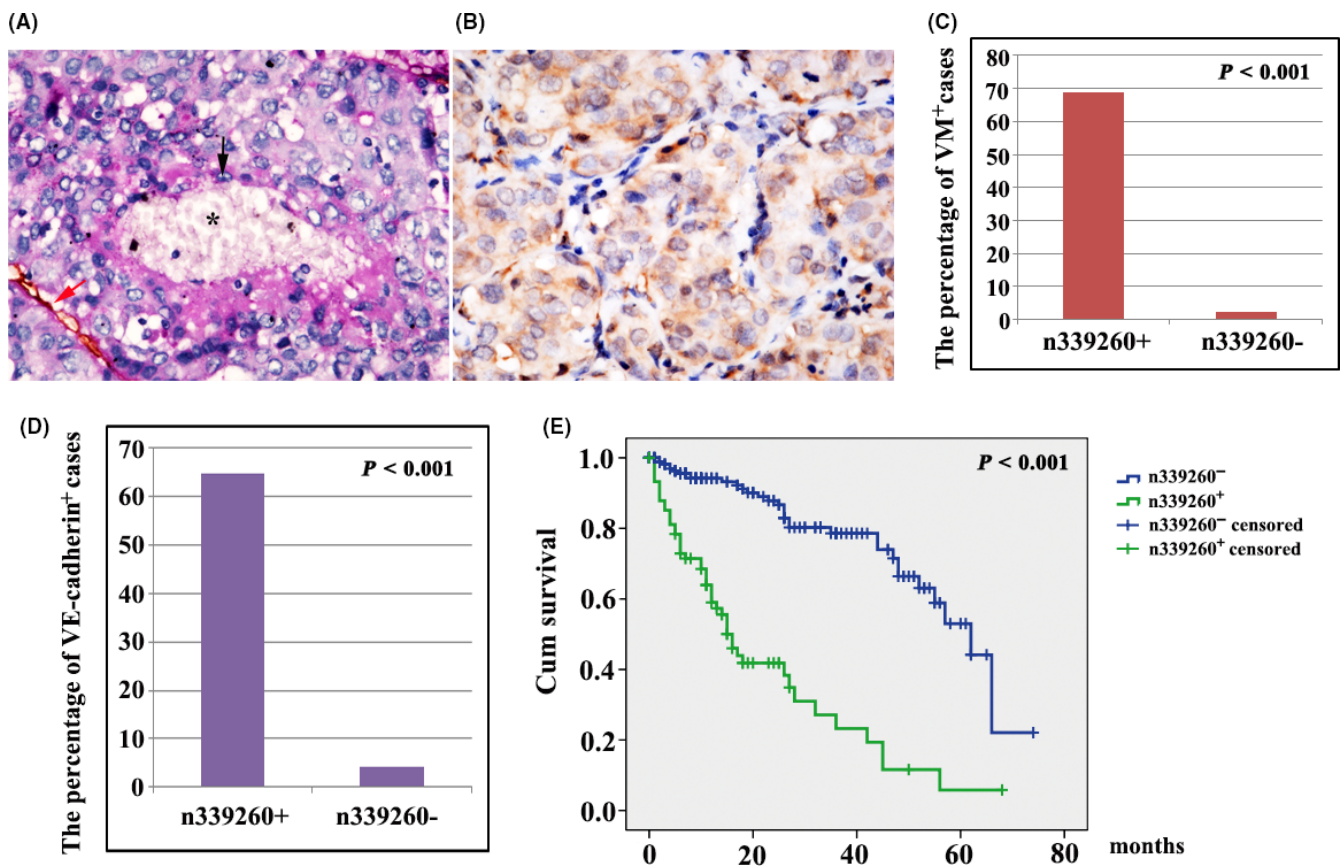 (A)
*
(B)
(C)
The percentage of VM⁺cases
P < 0.001
80
70
60
50
40
30
20
10
0
n339260+ n339260-
(D)
The percentage of VE-cadherin⁺ cases
P < 0.001
70
60
50
40
30
20
10
0
n339260+ n339260-
(E)
Cum survival
P < 0.001
1.0
0.8
0.6
0.4
0.2
0.0
0 20 40 60 80
months
n339260⁻
n339260⁺
n339260⁻ censored
n339260⁺ censored